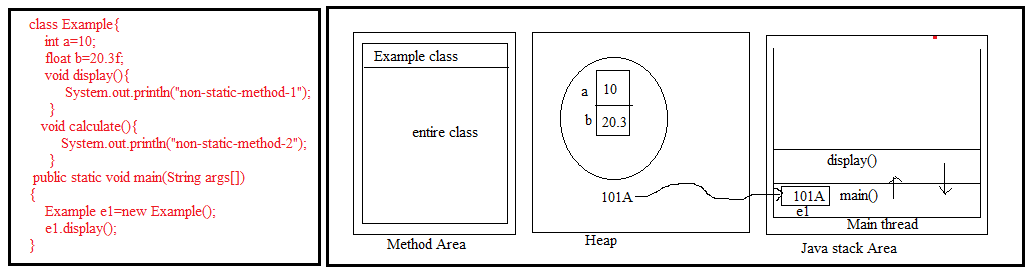 class Example{
int a=10;
float b=20.3f;
void display(){
System.out.println("non-static-method-1");
}
void calculate(){
System.out.println("non-static-method-2");
}
public static void main(String args[])
{
Example e1=new Example();
e1.display();
}
Example class
entire class
Method Area
a
10
b
20.3
101A
Heap
display()
101A
main()
e1
Main thread
Java stack Area